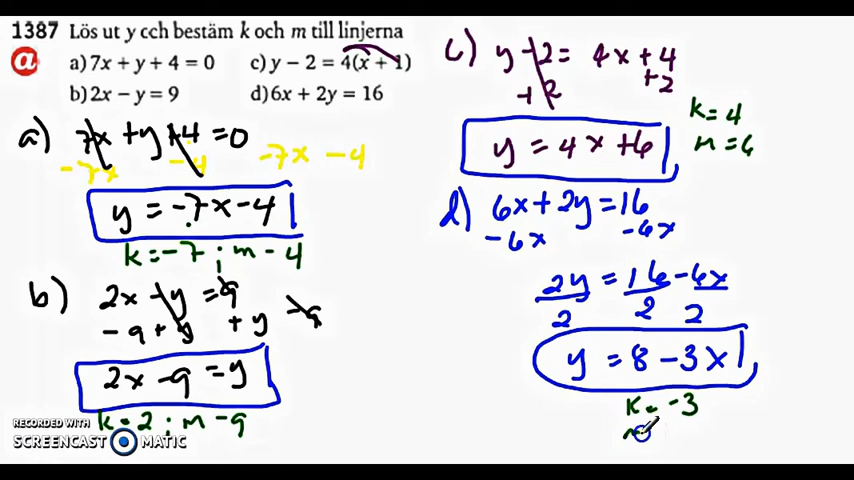 1387 Lös ut y och bestäm k och m till linjerna
a
a) 7x + y + 4 = 0 c) y − 2 = 4(x + 1)
b) 2x − y = 9 d) 6x + 2y = 16
a) 7x + y + 4 = 0
-7x -4 -7x -4
y = -7x - 4
k = -7 ; m - 4
b) 2x - y = 9
-9 + y + y -9
2x - 9 = y
k = 2 ; m - 9
c) y - 2 = 4x + 4
+2 +2
y = 4x + 6
k = 4
m = 6
d) 6x + 2y = 16
-6x -6x
2y = 16 - 6x
2 2 2
y = 8 - 3x
k = -3
RECORDED WITH
SCREENCAST MATIC